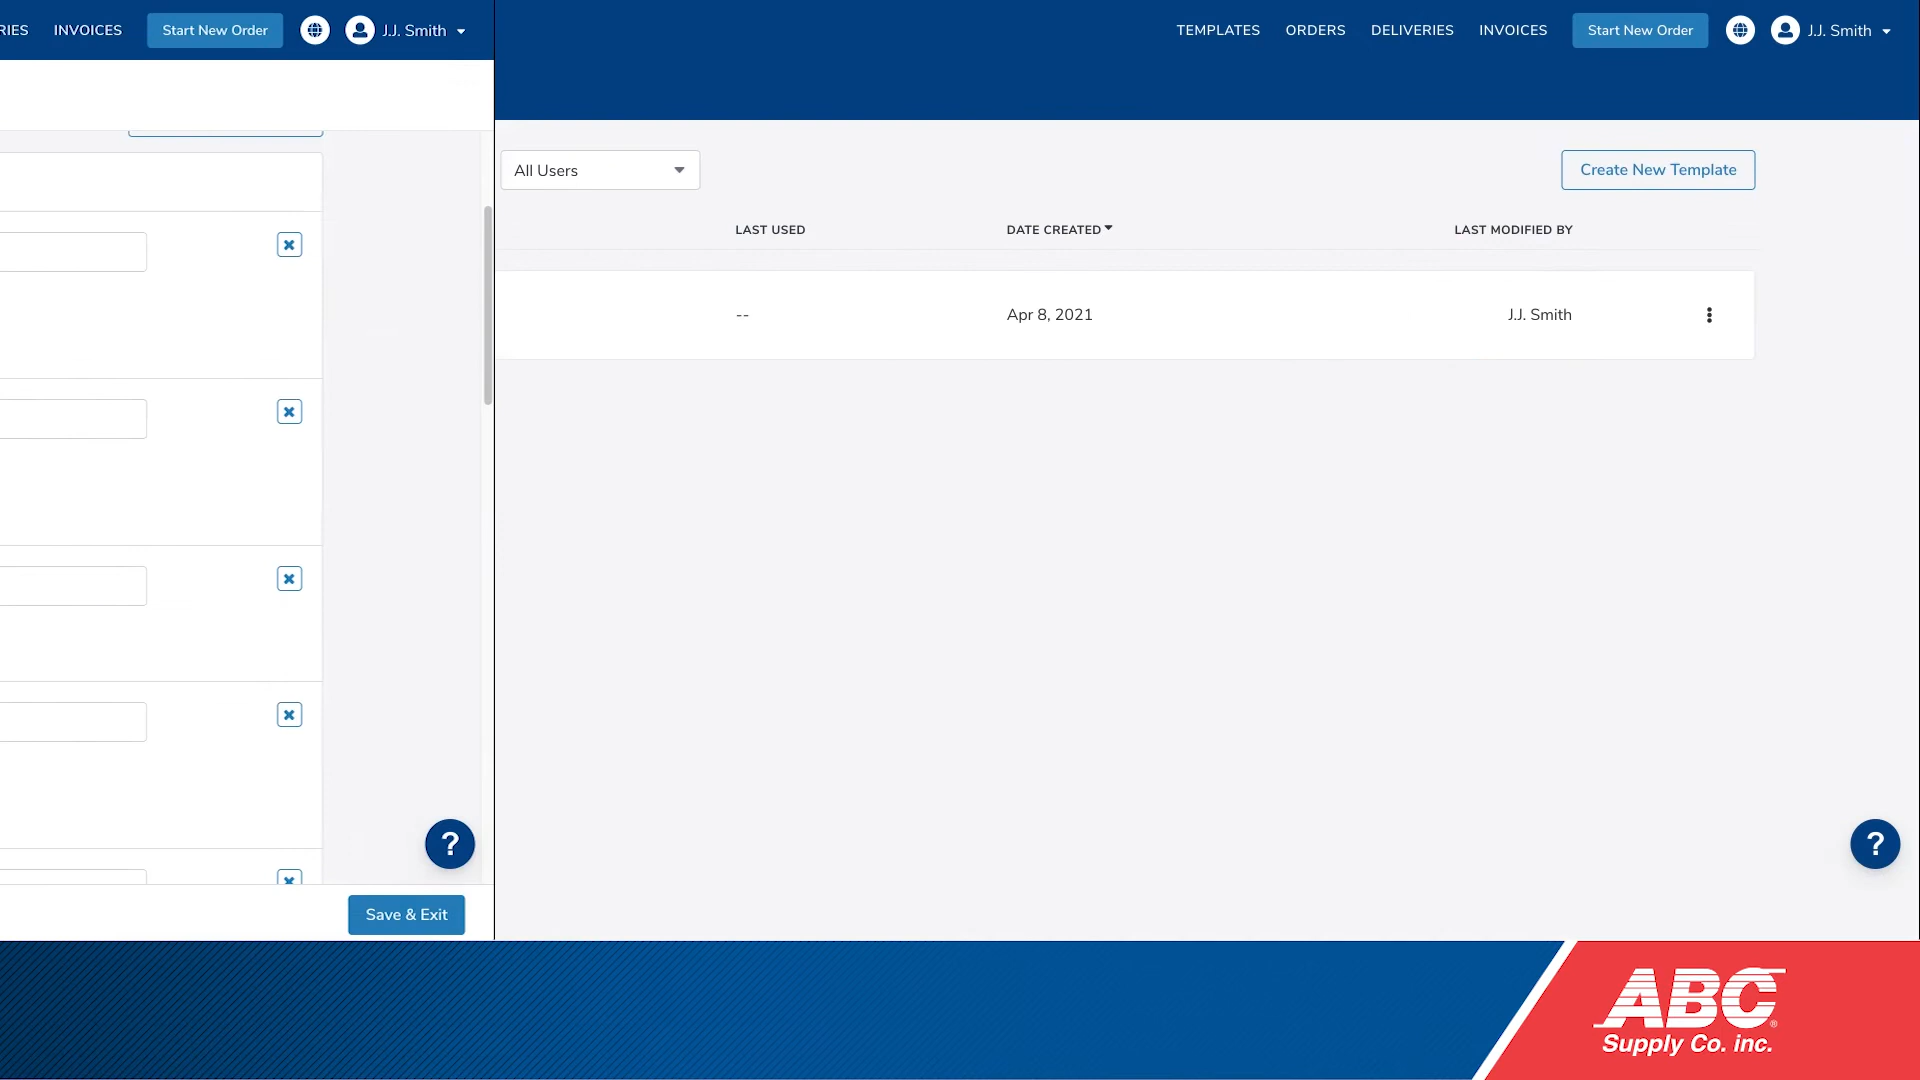 RIES INVOICES Start New Order J.J. Smith
TEMPLATES ORDERS DELIVERIES INVOICES Start New Order J.J. Smith
All Users
Create New Template
LAST USED DATE CREATED LAST MODIFIED BY
-- Apr 8, 2021 J.J. Smith
?
?
Save & Exit
ABC®
Supply Co. inc.